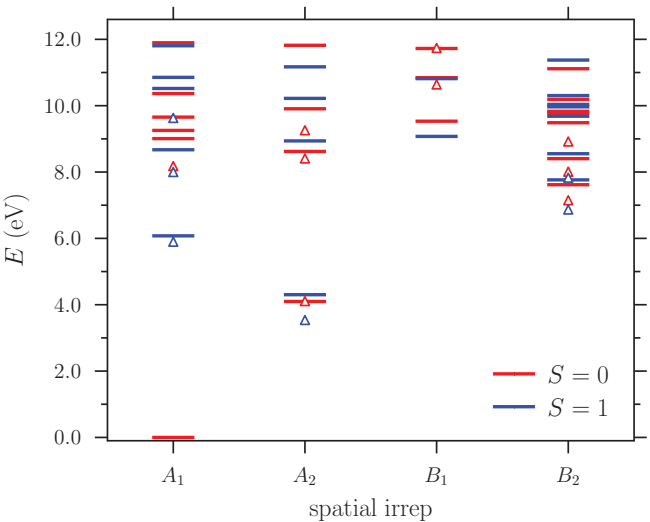 12.0
10.0
8.0
6.0
4.0
2.0
0.0
E (eV)
S = 0
S = 1
A₁
A₂
B₁
B₂
spatial irrep